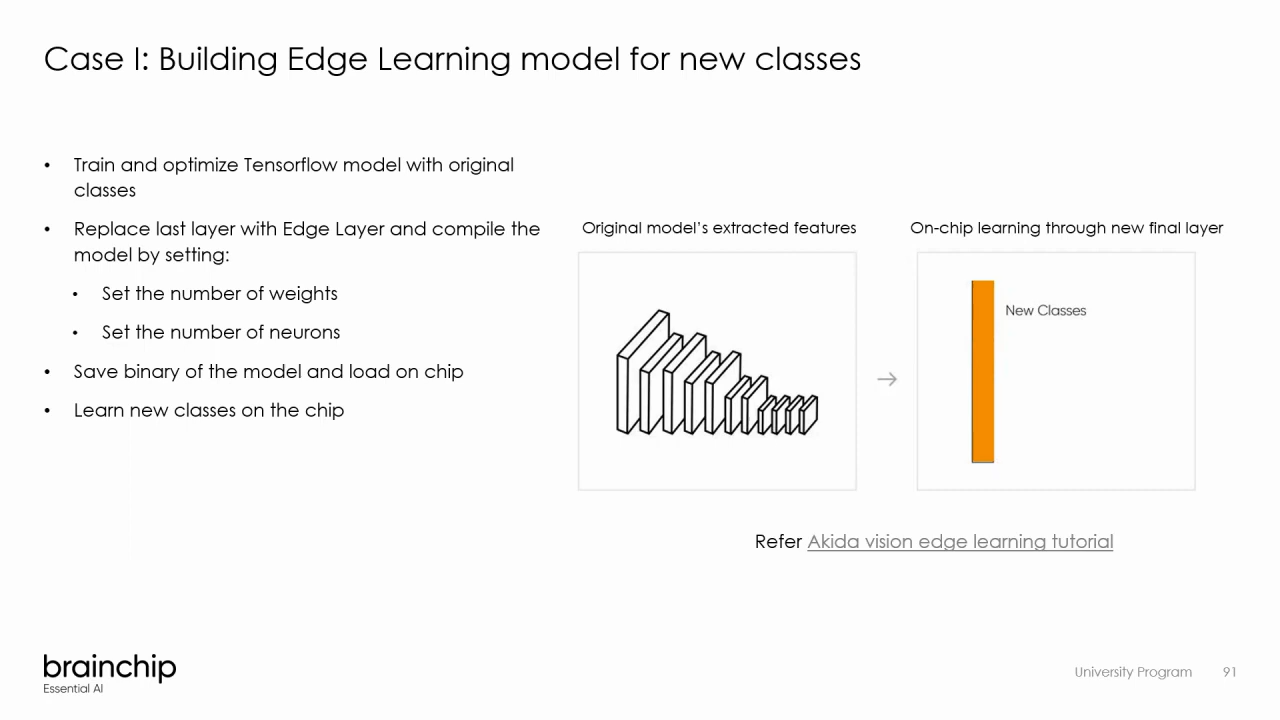 Case I: Building Edge Learning model for new classes
• Train and optimize Tensorflow model with original
classes
• Replace last layer with Edge Layer and compile the
model by setting:
• Set the number of weights
• Set the number of neurons
• Save binary of the model and load on chip
• Learn new classes on the chip
Original model's extracted features
On-chip learning through new final layer
New Classes
Refer Akida vision edge learning tutorial
brainchip
Essential AI
University Program 91